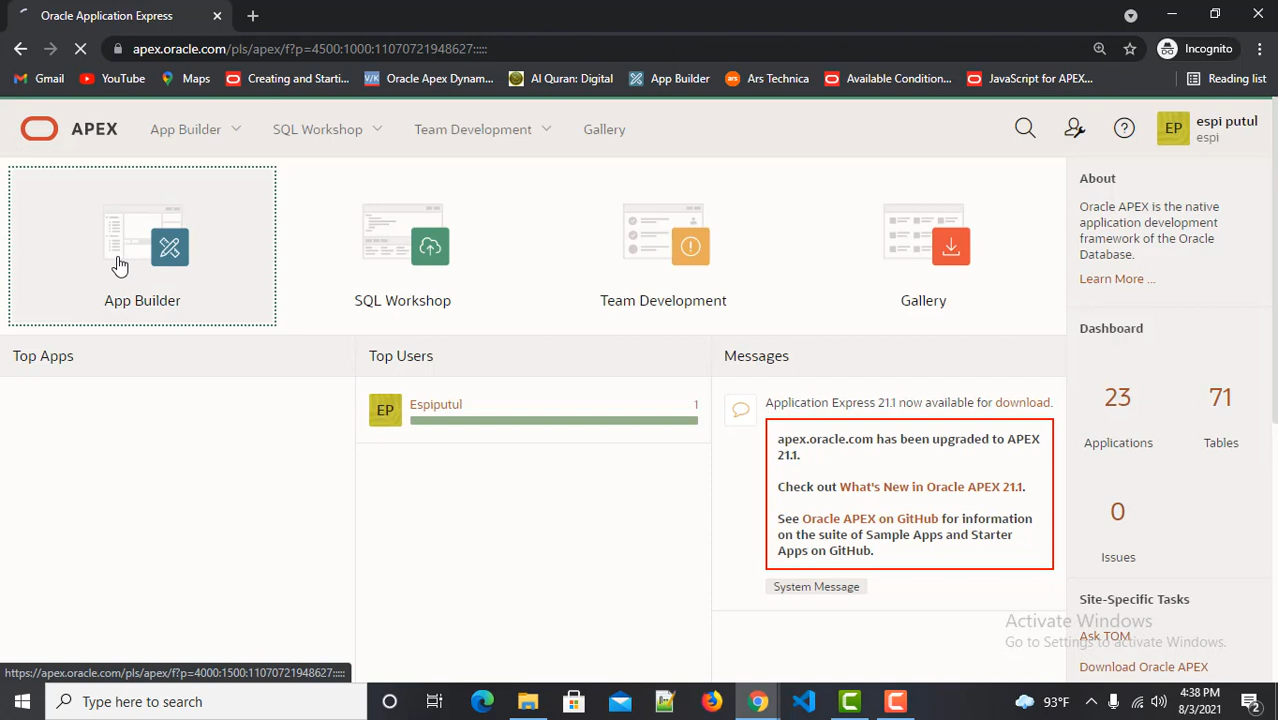 Oracle Application Express
apex.oracle.com/pls/apex/f?p=4500:1000:11070721948627:::::
Incognito
Gmail YouTube Maps Creating and Starti... Oracle Apex Dynam... Al Quran: Digital App Builder Ars Technica Available Condition... JavaScript for APEX... Reading list
APEX App Builder SQL Workshop Team Development Gallery
EP espi putul
espi
App Builder SQL Workshop Team Development Gallery
About
Oracle APEX is the native
application development
framework of the Oracle
Database.
Learn More ...
Top Apps Top Users Messages
EP Espiputul 1
Application Express 21.1 now available for download.
apex.oracle.com has been upgraded to APEX
21.1.
Check out What's New in Oracle APEX 21.1.
See Oracle APEX on GitHub for information
on the suite of Sample Apps and Starter
Apps on GitHub.
System Message
Dashboard
23 71
Applications Tables
0
Issues
Site-Specific Tasks
Ask TOM
Download Oracle APEX
Activate Windows
Go to Settings to activate Windows.
https://apex.oracle.com/pls/apex/f?p=4000:1500:11070721948627:::::
Type here to search
93°F
4:38 PM
8/3/2021
2